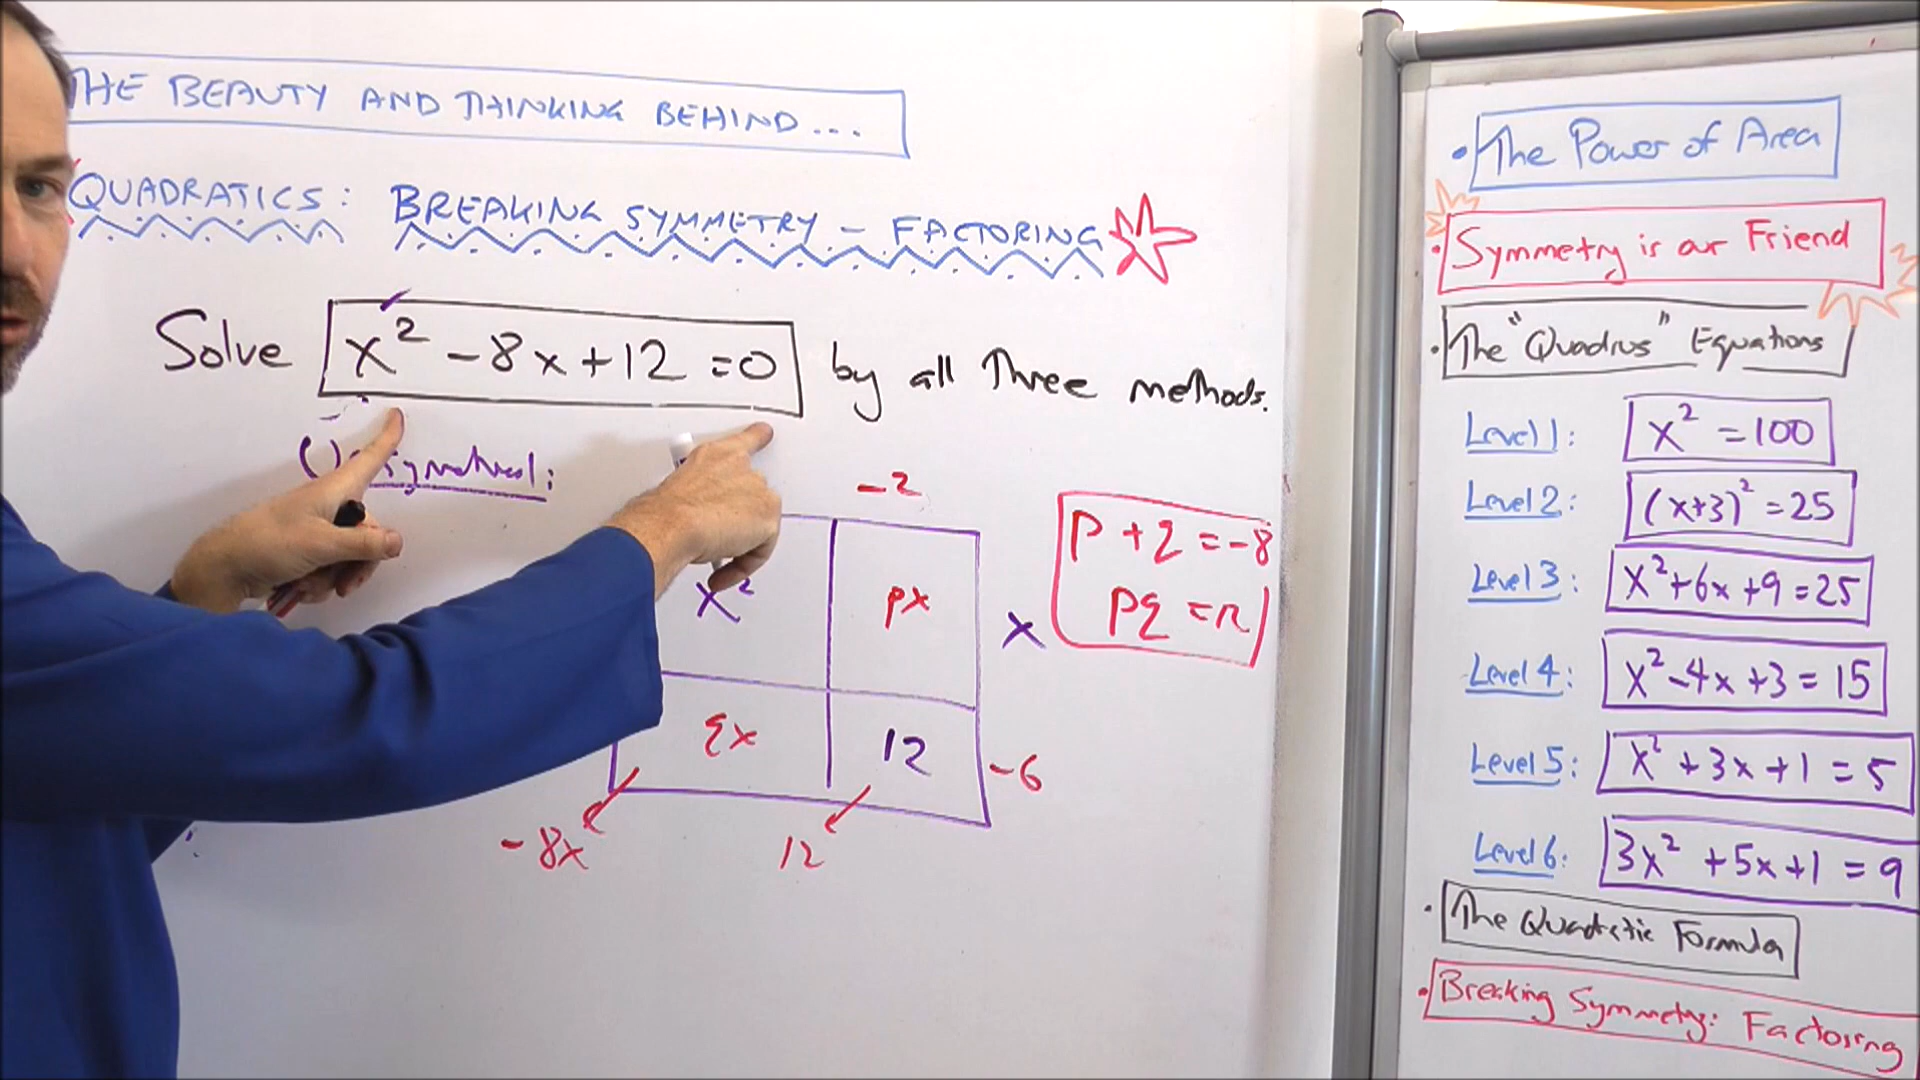 THE BEAUTY AND THINKING BEHIND...
QUADRATICS: BREAKING SYMMETRY - FACTORING
Solve x² - 8x + 12 = 0 by all three methods.
-2
x² px x
qx 12 -6
-8x 12
p + q = -8
pq = 12
• The Power of Area
• Symmetry is our Friend
• The "Quadrus" Equations
Level 1: x² = 100
Level 2: (x+3)² = 25
Level 3: x² + 6x + 9 = 25
Level 4: x² - 4x + 3 = 15
Level 5: x² + 3x + 1 = 5
Level 6: 3x² + 5x + 1 = 9
• The Quadratic Formula
• Breaking Symmetry: Factoring